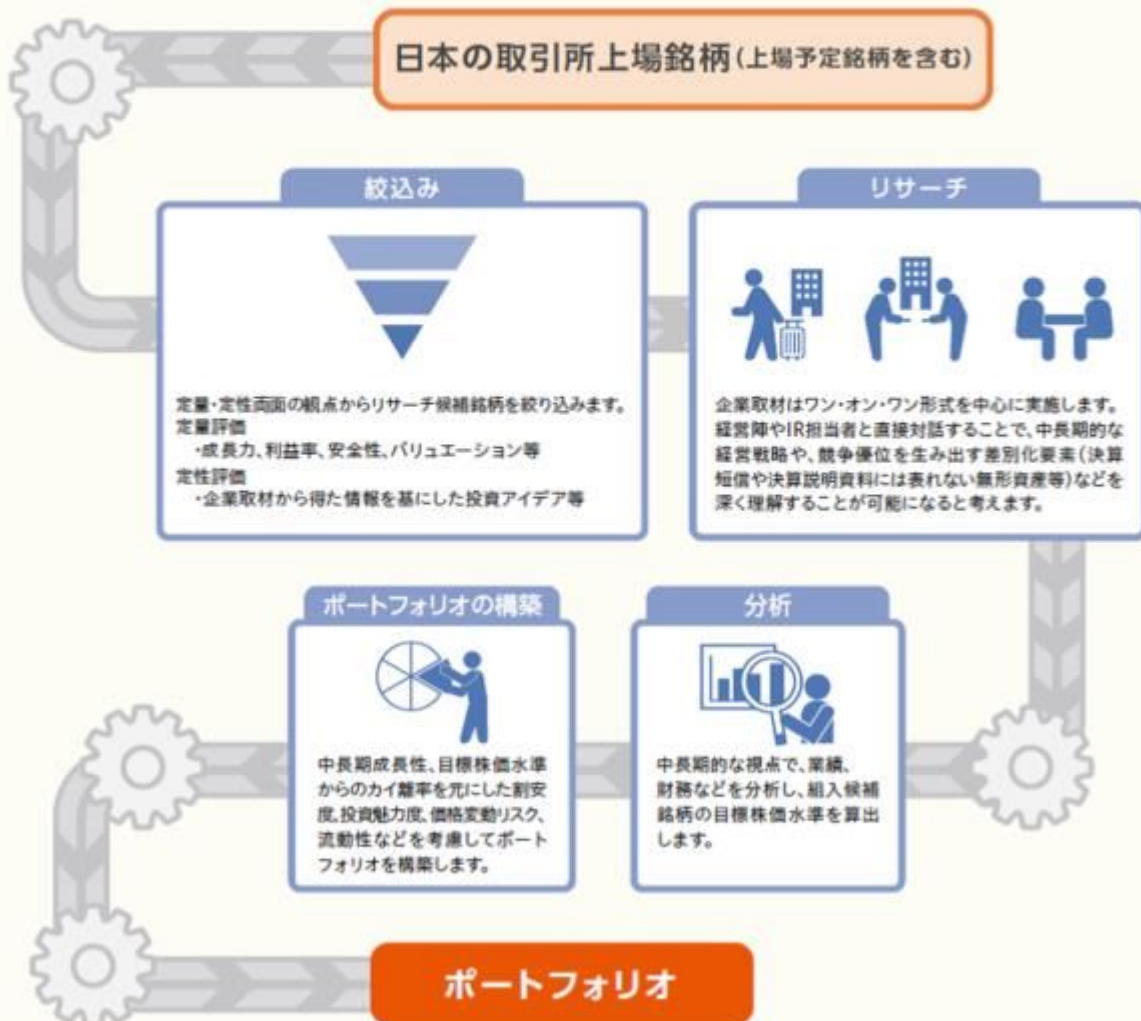 日本の取引所上場銘柄(上場予定銘柄を含む)
絞込み
定量・定性両面の観点からリサーチ候補銘柄を絞り込みます。
定量評価
・成長力、利益率、安全性、バリュエーション等
定性評価
・企業取材から得た情報を基にした投資アイデア等
リサーチ
企業取材はワン・オン・ワン形式を中心に実施します。
経営陣やIR担当者と直接対話することで、中長期的な
経営戦略や、競争優位を生み出す差別化要素(決算
短信や決算説明資料には表れない無形資産等)などを
深く理解することが可能になると考えます。
分析
中長期的な視点で、業績、
財務などを分析し、組入候補
銘柄の目標株価水準を算出
します。
ポートフォリオの構築
中長期成長性、目標株価水準
からのカイ離率を元にした割安
度、投資魅力度、価格変動リスク、
流動性などを考慮してポート
フォリオを構築します。
ポートフォリオ